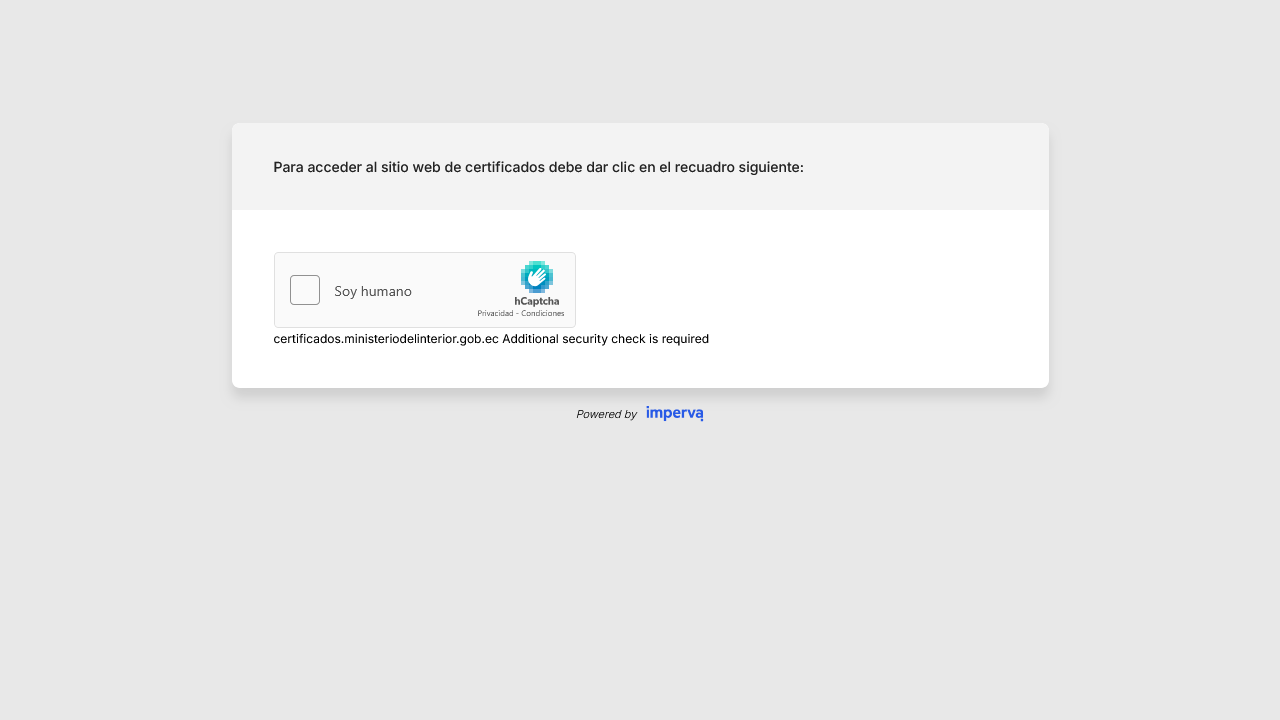 Para acceder al sitio web de certificados debe dar clic en el recuadro siguiente:
Soy humano
hCaptcha
Privacidad - Condiciones
certificados.ministeriodelinterior.gob.ec Additional security check is required
Powered by imperva